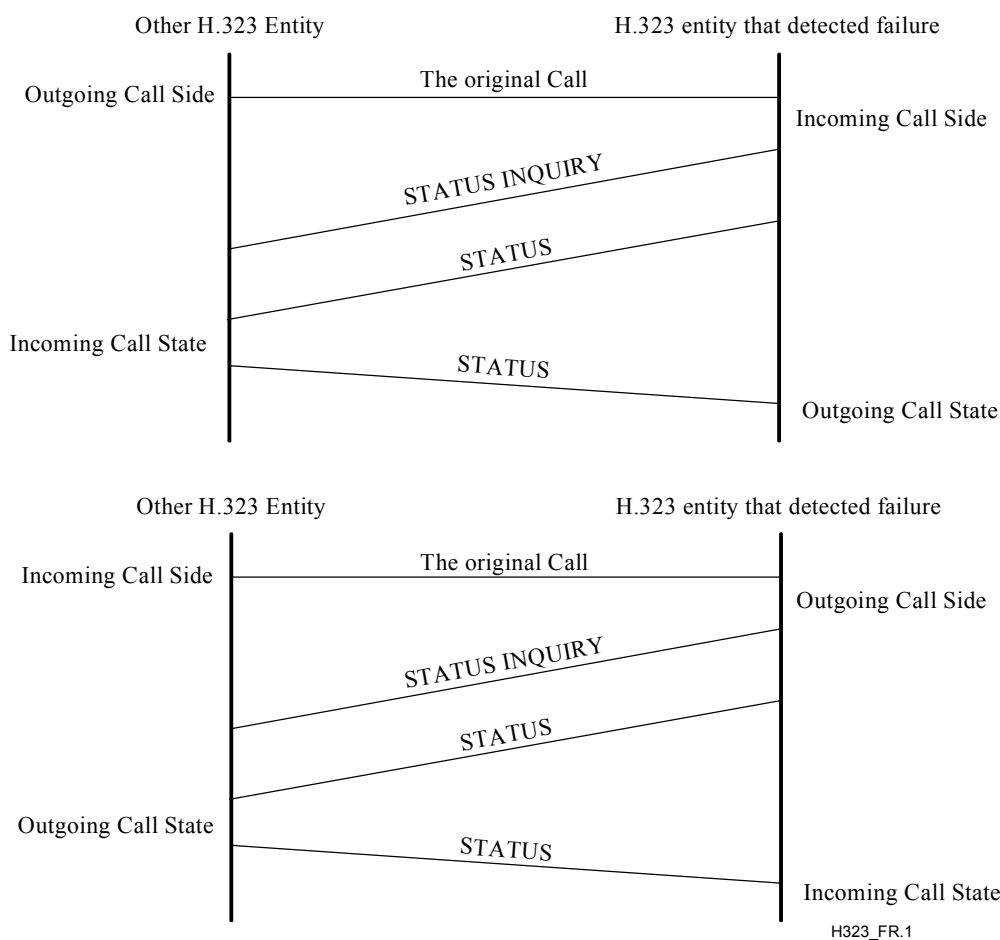 Other H.323 Entity
H.323 entity that detected failure
The original Call
Outgoing Call Side
Incoming Call Side
STATUS INQUIRY
STATUS
Incoming Call State
STATUS
Outgoing Call State
Other H.323 Entity
H.323 entity that detected failure
The original Call
Incoming Call Side
Outgoing Call Side
STATUS INQUIRY
STATUS
Outgoing Call State
STATUS
Incoming Call State
H323_FR.1